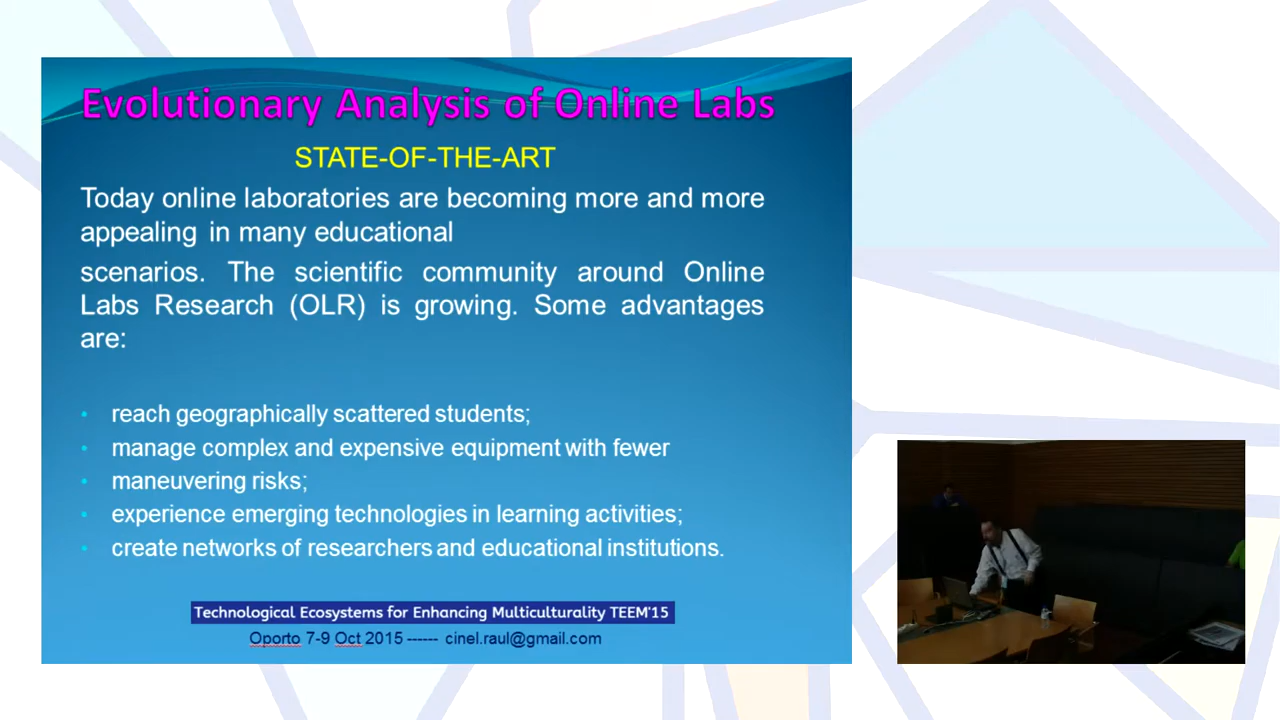 Evolutionary Analysis of Online Labs
STATE-OF-THE-ART
Today online laboratories are becoming more and more
appealing in many educational
scenarios. The scientific community around Online
Labs Research (OLR) is growing. Some advantages
are:
• reach geographically scattered students;
• manage complex and expensive equipment with fewer
• maneuvering risks;
• experience emerging technologies in learning activities;
• create networks of researchers and educational institutions.
Technological Ecosystems for Enhancing Multiculturality TEEM'15
Oporto 7-9 Oct 2015 ------ cinel.raul@gmail.com